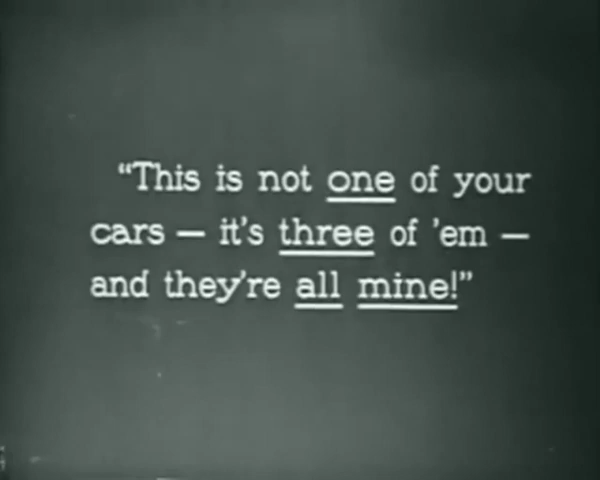 “This is not one of your
cars — it's three of 'em —
and they're all mine!”